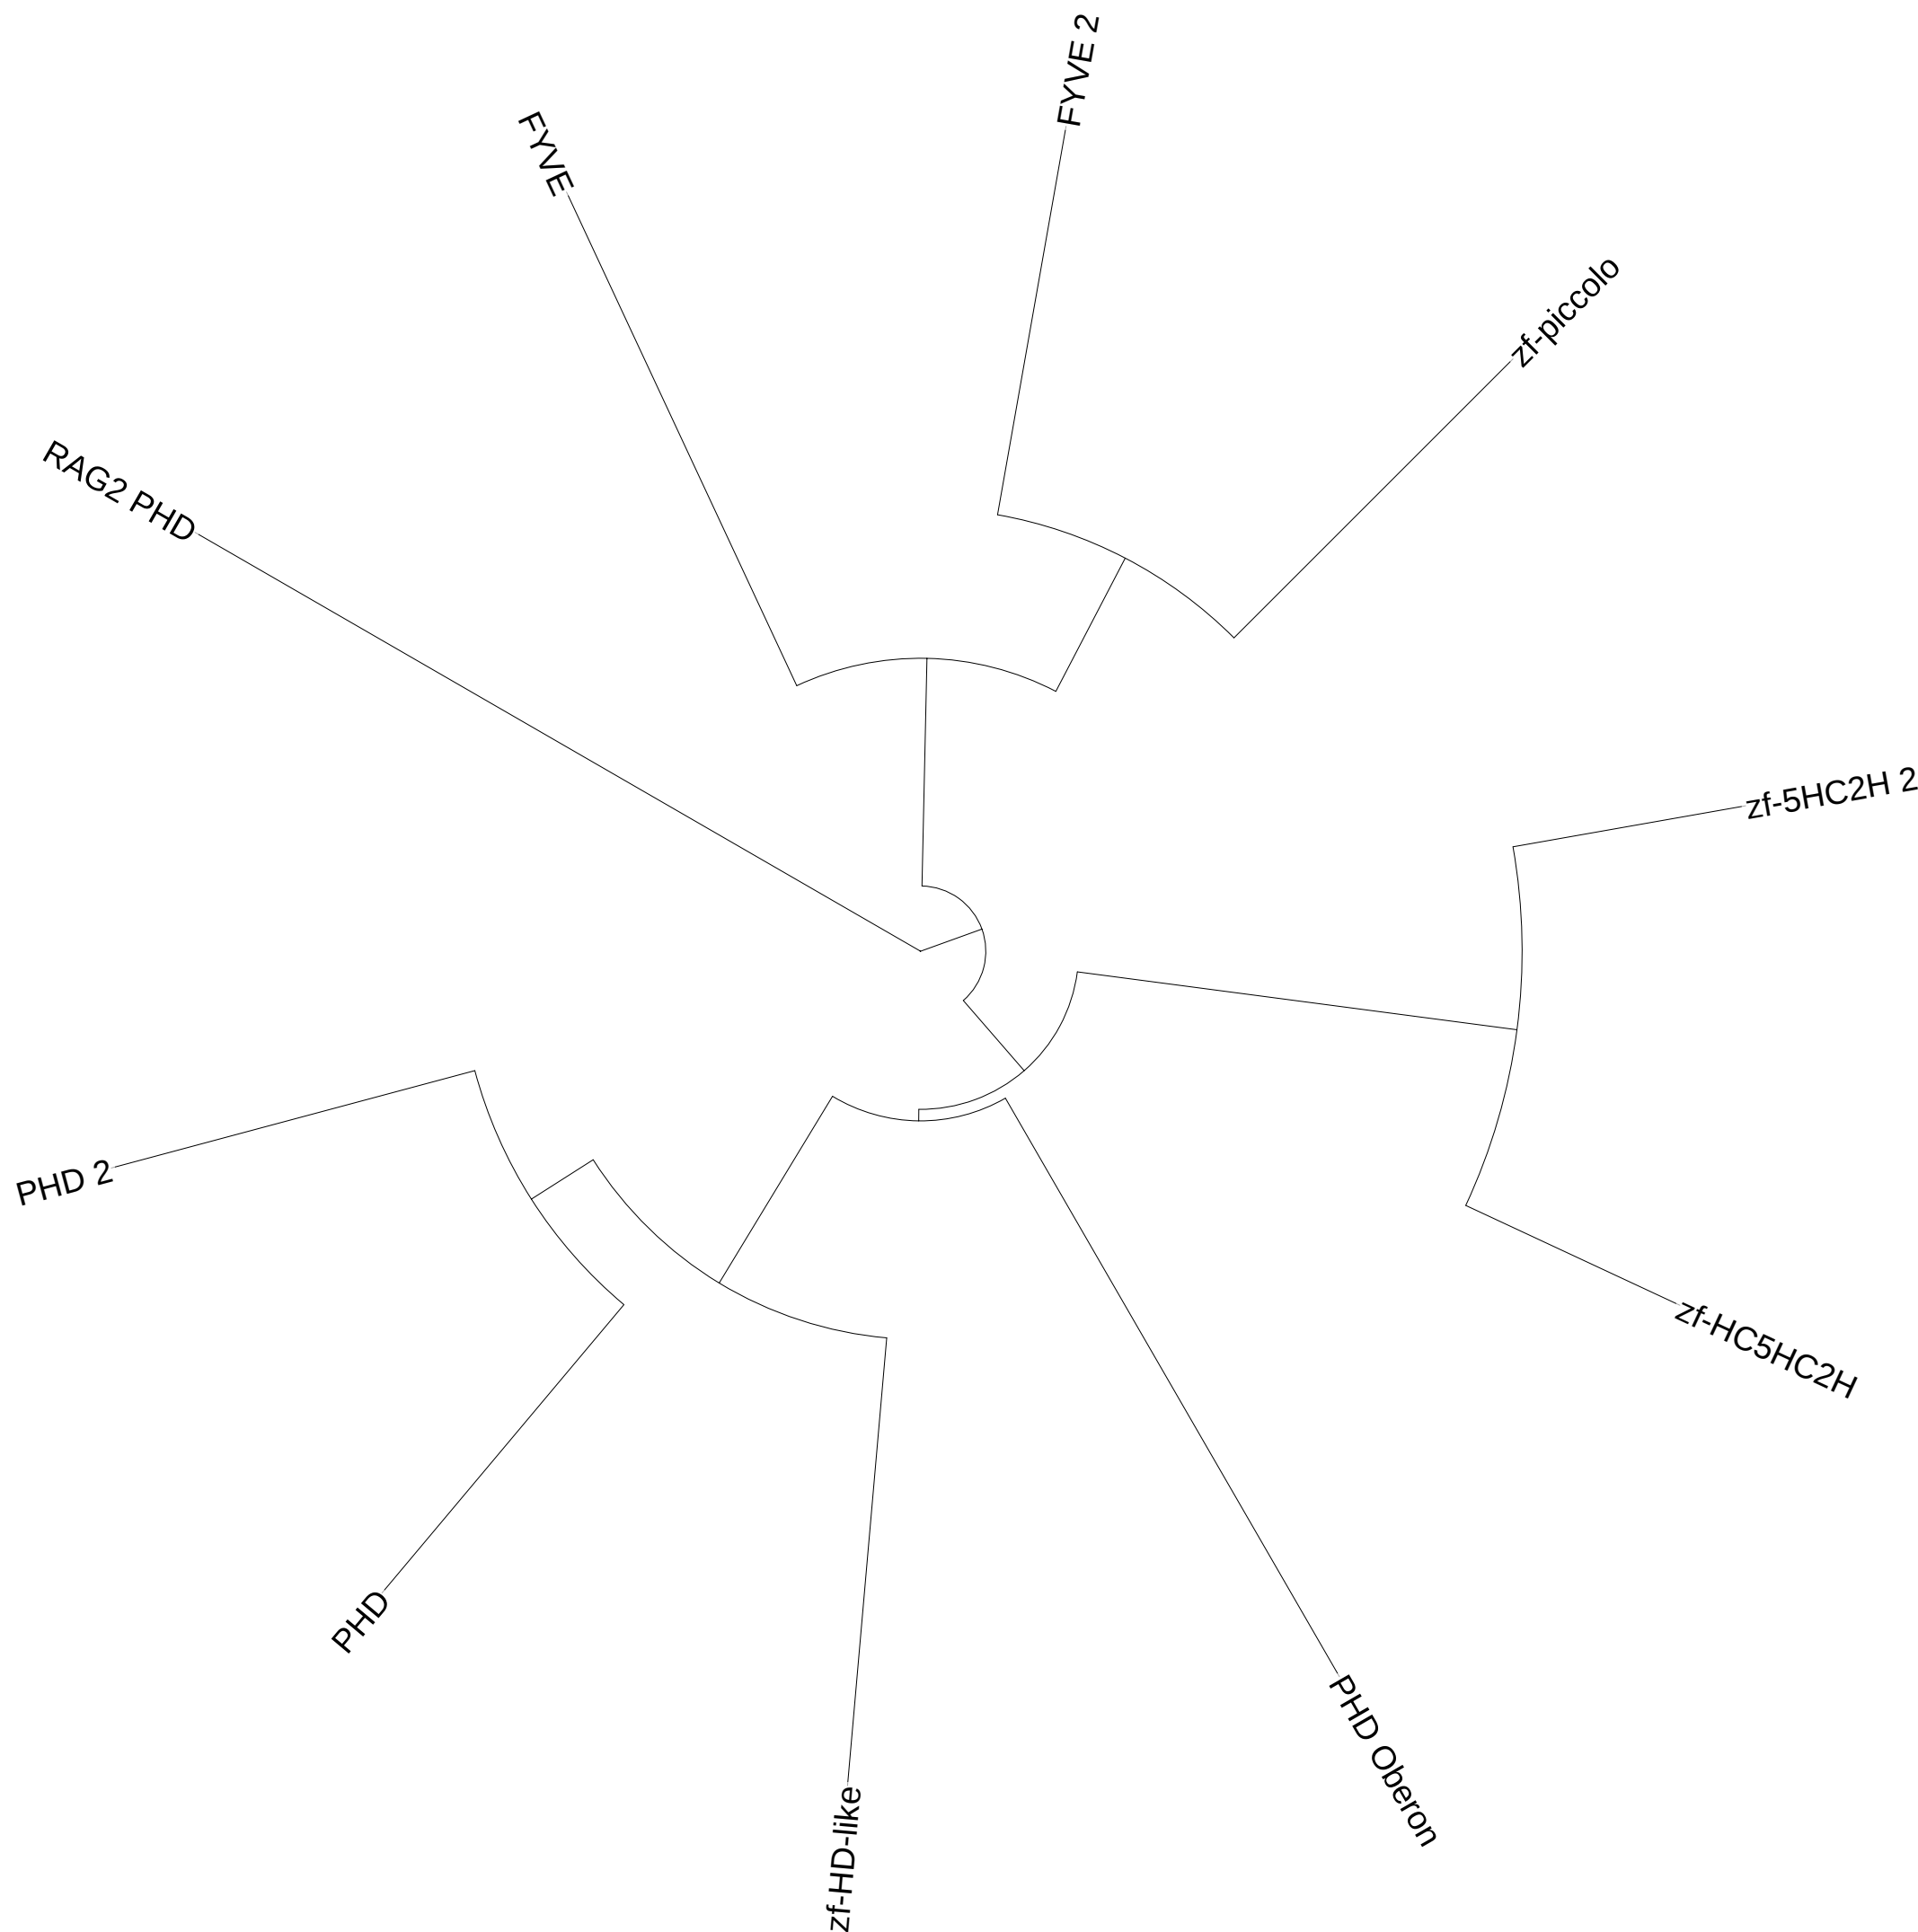 FYVE 2
FYVE
zf-piccolo
RAG2 PHD
zf-5HC2H 2
PHD 2
zf-HC5HC2H
PHD
PHD Oberon
zf-HD-like